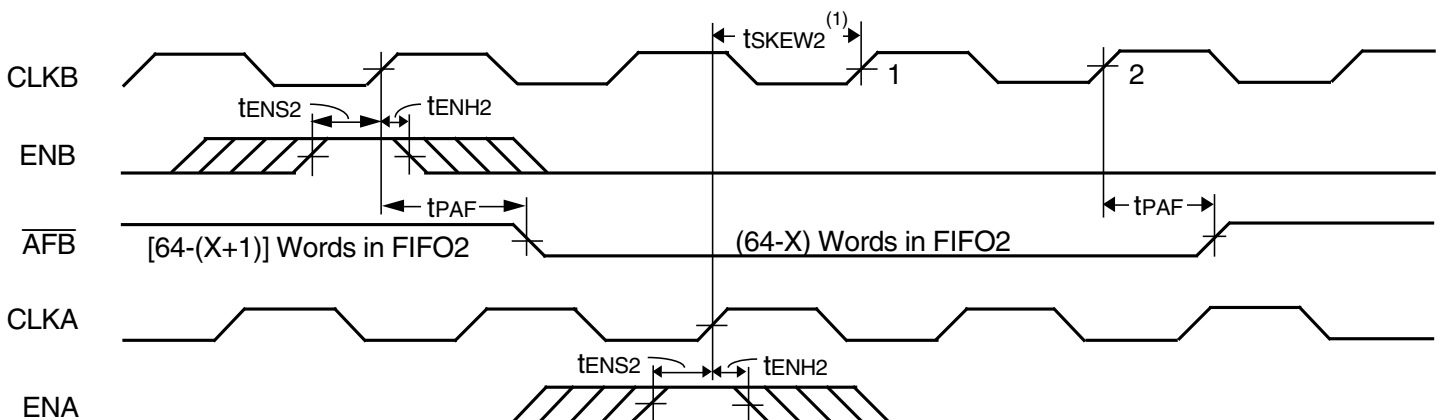 tSKEW2 (1)
CLKB 1 2
tENS2 tENH2
ENB
tPAF tPAF
AFB [64-(X+1)] Words in FIFO2 (64-X) Words in FIFO2
CLKA
tENS2 tENH2
ENA